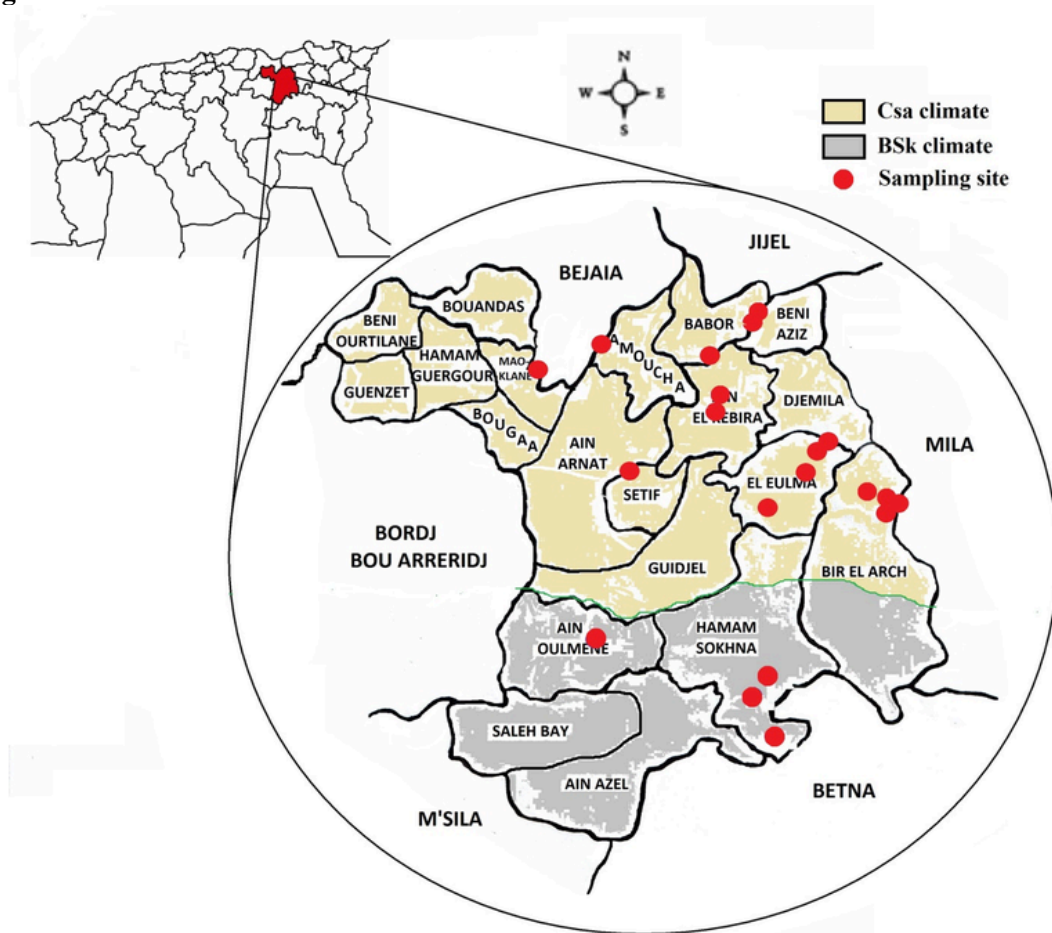 g
N
W E
S
Csa climate
BSk climate
Sampling site
JIJEL
BEJAIA
BOUANDAS
BENI
OURTILANE
HAMAM
GUERGOUR
MAO-
KLANE
GUENZET
BOUGAA
AMOUCHA
BABOR
BENI
AZIZ
EL KEBIRA
DJEMILA
MILA
AIN
ARNAT
SETIF
EL EULMA
BORDJ
BOU ARRERIDJ
GUIDJEL
BIR EL ARCH
AIN
OULMENE
HAMAM
SOKHNA
SALEH BAY
AIN AZEL
BETNA
M'SILA